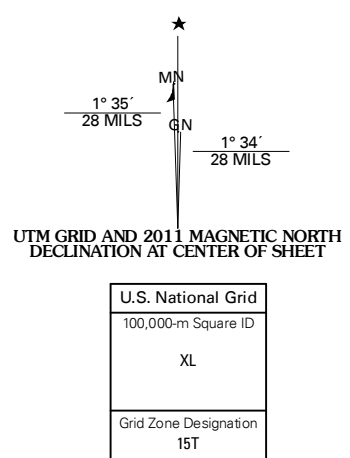 MN
1° 35´
28 MILS
GN
1° 34´
28 MILS
UTM GRID AND 2011 MAGNETIC NORTH
DECLINATION AT CENTER OF SHEET
U.S. National Grid
100,000-m Square ID
XL
Grid Zone Designation
15T